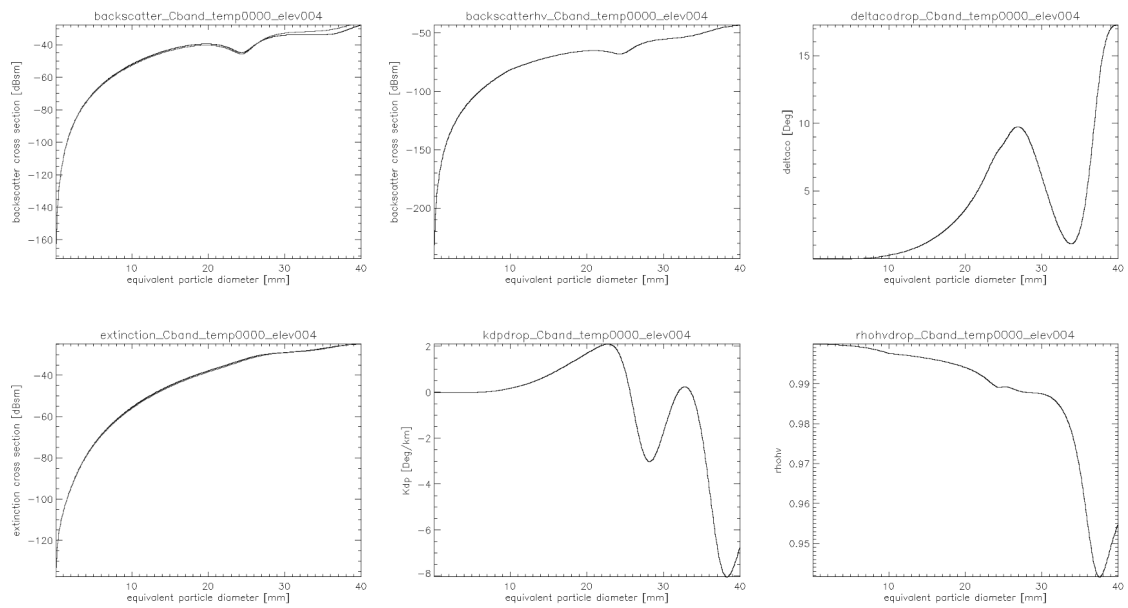 backscatter_Cband_temp0000_elev004
backscatter cross section [dBsm]
-40
-60
-80
-100
-120
-140
-160
10 20 30 40
equivalent particle diameter [mm]
backscatterhv_Cband_temp0000_elev004
backscatter cross section [dBsm]
-50
-100
-150
-200
10 20 30 40
equivalent particle diameter [mm]
deltacodrop_Cband_temp0000_elev004
deltaco [Deg]
15
10
5
10 20 30 40
equivalent particle diameter [mm]
extinction_Cband_temp0000_elev004
extinction cross section [dBsm]
-40
-60
-80
-100
-120
10 20 30 40
equivalent particle diameter [mm]
kdpdrop_Cband_temp0000_elev004
Kdp [Deg/km]
2
0
-2
-4
-6
-8
10 20 30 40
equivalent particle diameter [mm]
rhohvdrop_Cband_temp0000_elev004
rhohv
0.99
0.98
0.97
0.96
0.95
10 20 30 40
equivalent particle diameter [mm]